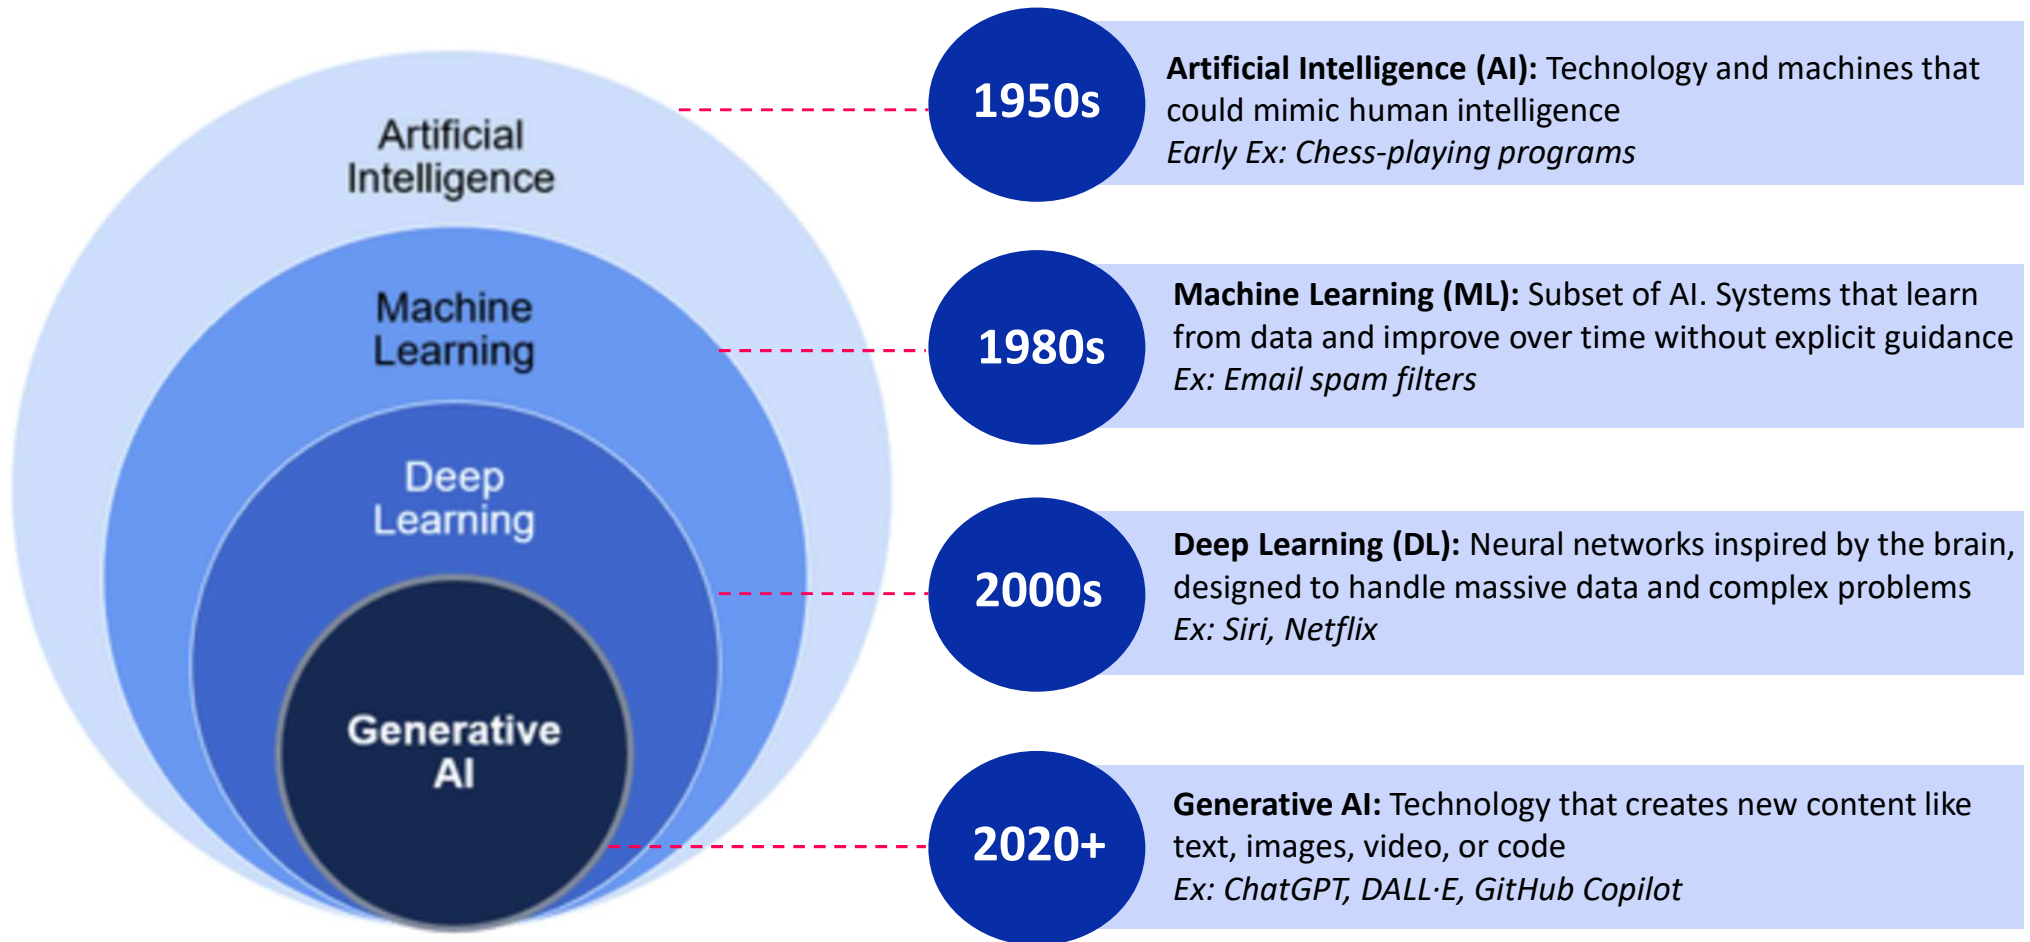 Artificial
Intelligence
Machine
Learning
Deep
Learning
Generative
AI
1950s
Artificial Intelligence (AI): Technology and machines that
could mimic human intelligence
Early Ex: Chess-playing programs
1980s
Machine Learning (ML): Subset of AI. Systems that learn
from data and improve over time without explicit guidance
Ex: Email spam filters
2000s
Deep Learning (DL): Neural networks inspired by the brain,
designed to handle massive data and complex problems
Ex: Siri, Netflix
2020+
Generative AI: Technology that creates new content like
text, images, video, or code
Ex: ChatGPT, DALL·E, GitHub Copilot